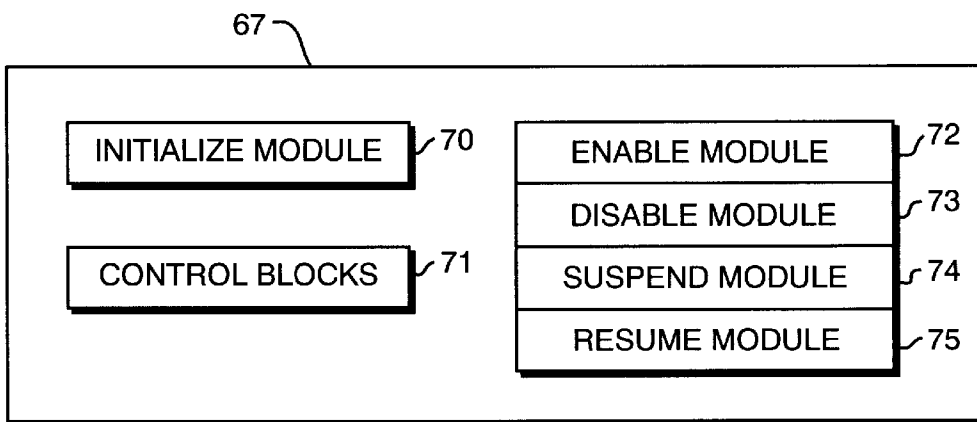 67
INITIALIZE MODULE 70
CONTROL BLOCKS 71
ENABLE MODULE 72
DISABLE MODULE 73
SUSPEND MODULE 74
RESUME MODULE 75